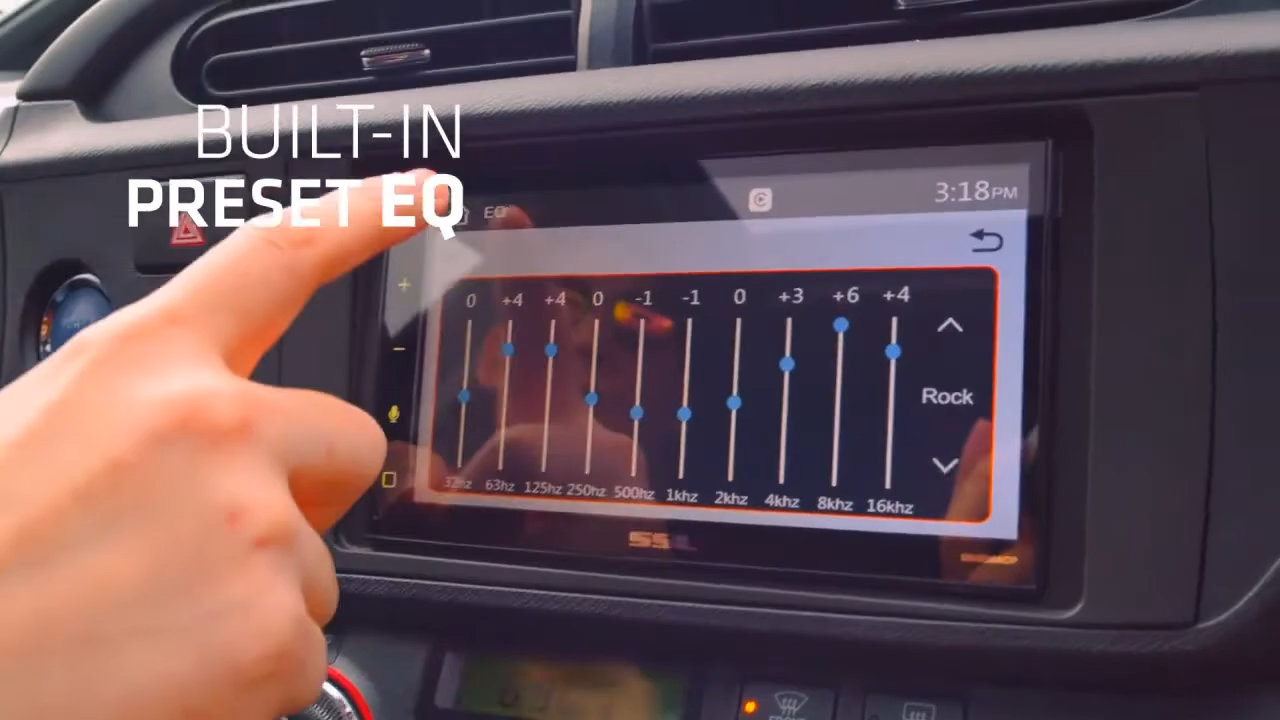 BUILT-IN
PRESET EQ
EQ
3:18PM
0 +4 +4 0 -1 -1 0 +3 +6 +4
Rock
32hz 63hz 125hz 250hz 500hz 1khz 2khz 4khz 8khz 16khz